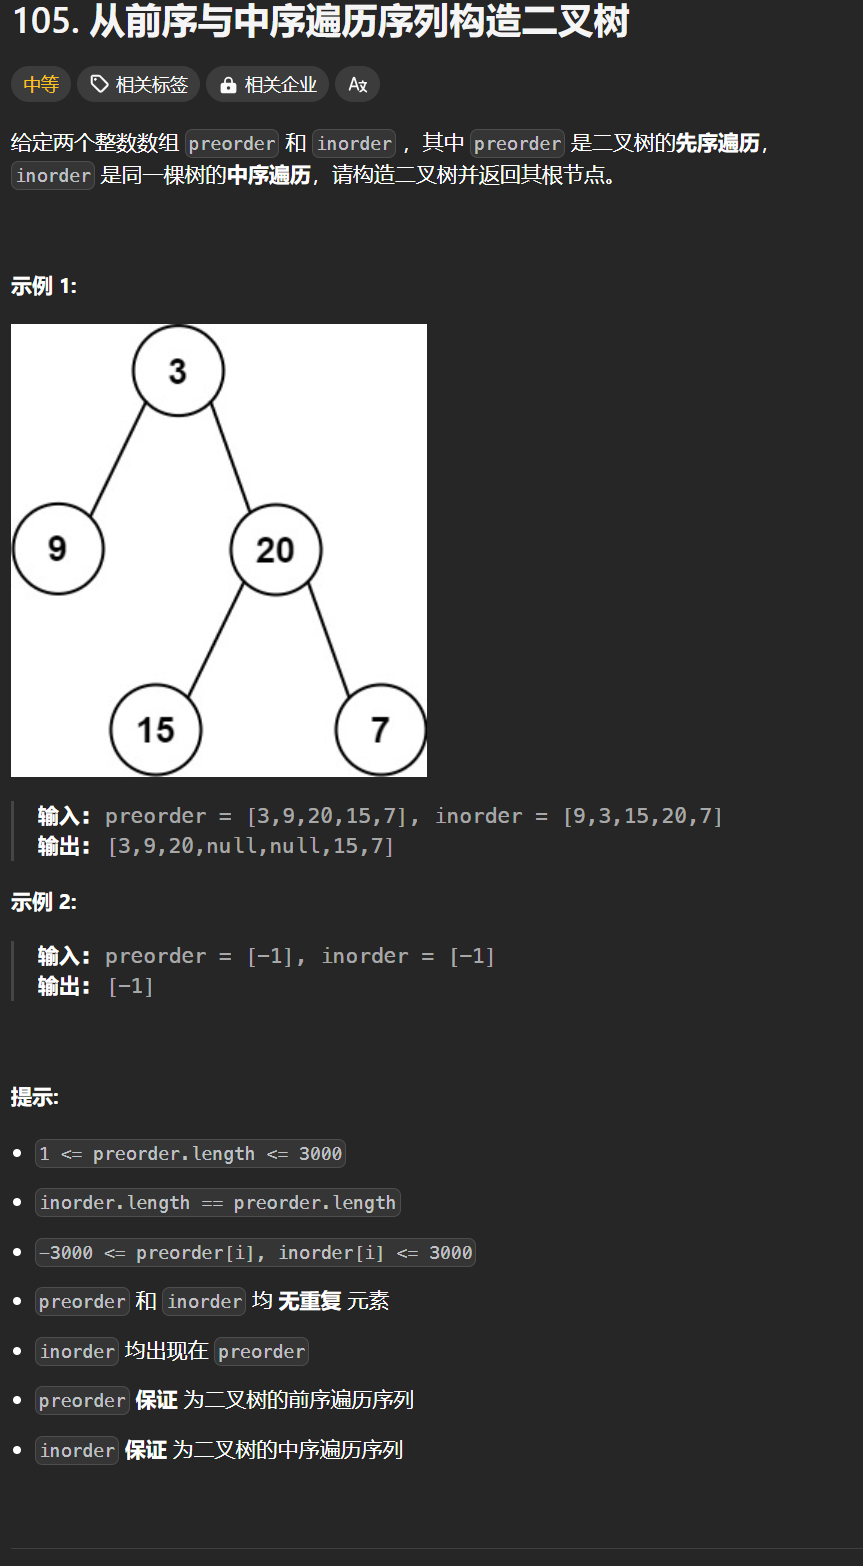 105. 从前序与中序遍历序列构造二叉树
中等 相关标签 相关企业
给定两个整数数组 preorder 和 inorder ，其中 preorder 是二叉树的先序遍历，
inorder 是同一棵树的中序遍历，请构造二叉树并返回其根节点。
示例 1:
3
9 20
15 7
输入: preorder = [3,9,20,15,7], inorder = [9,3,15,20,7]
输出: [3,9,20,null,null,15,7]
示例 2:
输入: preorder = [-1], inorder = [-1]
输出: [-1]
提示:
1 <= preorder.length <= 3000
inorder.length == preorder.length
-3000 <= preorder[i], inorder[i] <= 3000
preorder 和 inorder 均 无重复 元素
inorder 均出现在 preorder
preorder 保证 为二叉树的前序遍历序列
inorder 保证 为二叉树的中序遍历序列